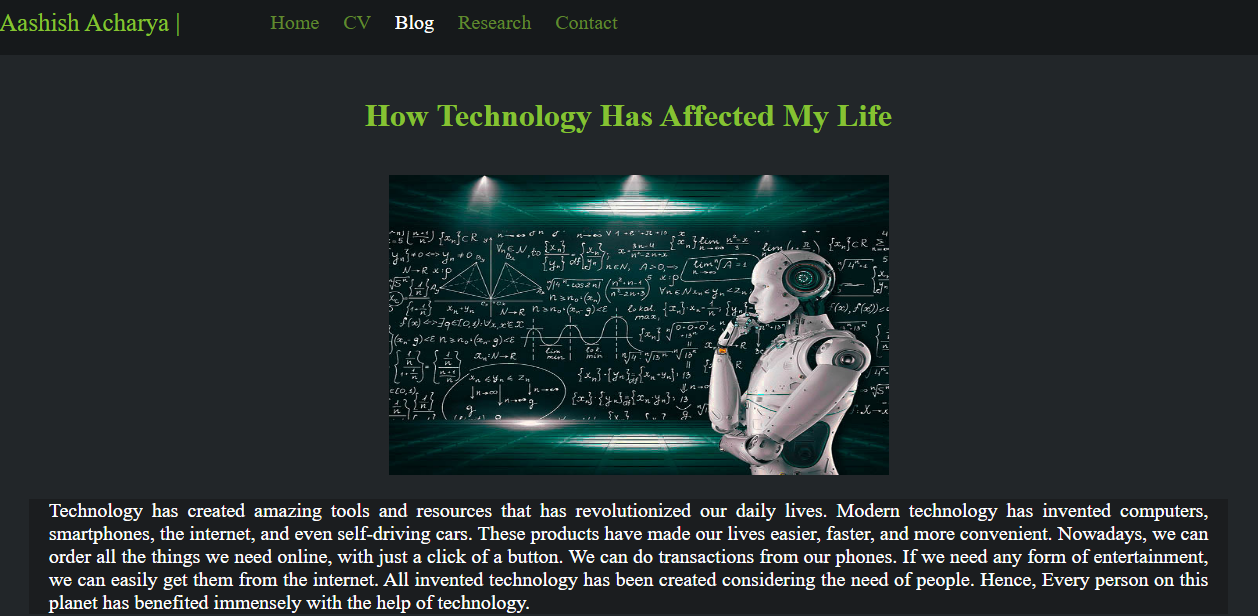 Aashish Acharya |
Home CV Blog Research Contact
How Technology Has Affected My Life
Technology has created amazing tools and resources that has revolutionized our daily lives. Modern technology has invented computers,
smartphones, the internet, and even self-driving cars. These products have made our lives easier, faster, and more convenient. Nowadays, we can
order all the things we need online, with just a click of a button. We can do transactions from our phones. If we need any form of entertainment,
we can easily get them from the internet. All invented technology has been created considering the need of people. Hence, Every person on this
planet has benefited immensely with the help of technology.